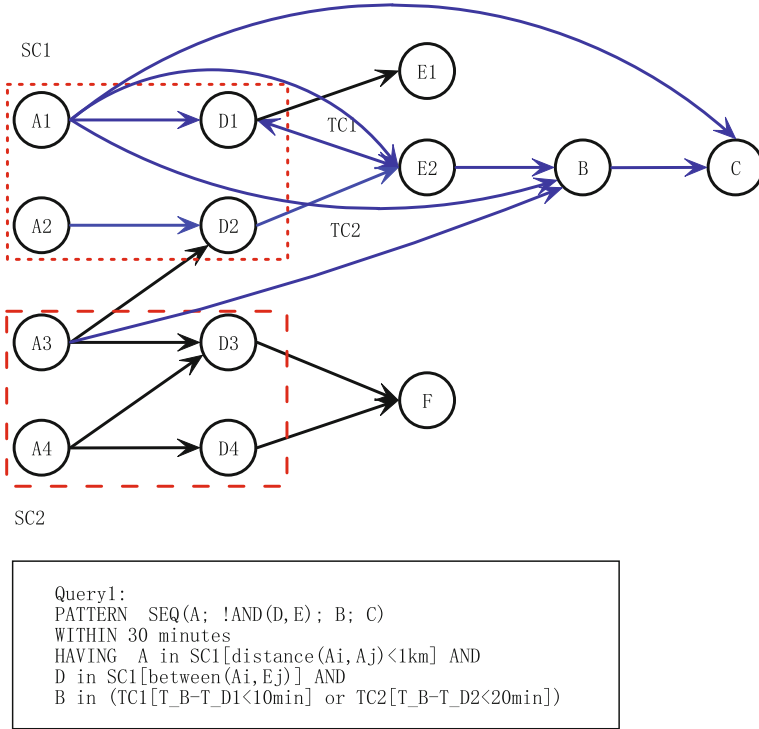 SC1
E1
A1
D1
TC1
E2
B
C
A2
D2
TC2
A3
D3
F
A4
D4
SC2
Query1:
PATTERN SEQ(A; !AND(D,E); B; C)
WITHIN 30 minutes
HAVING A in SC1[distance(Ai,Aj)<1km] AND
D in SC1[between(Ai,Ej)] AND
B in (TC1[T_B-T_D1<10min] or TC2[T_B-T_D2<20min])